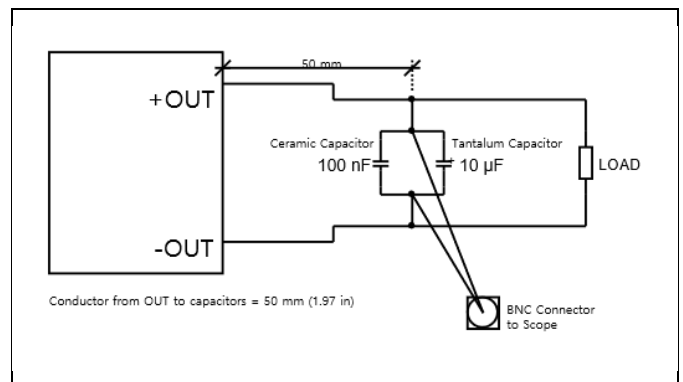 50 mm
+OUT
Ceramic Capacitor
100 nF
Tantalum Capacitor
+
10 µF
LOAD
-OUT
Conductor from OUT to capacitors = 50 mm (1.97 in)
BNC Connector
to Scope